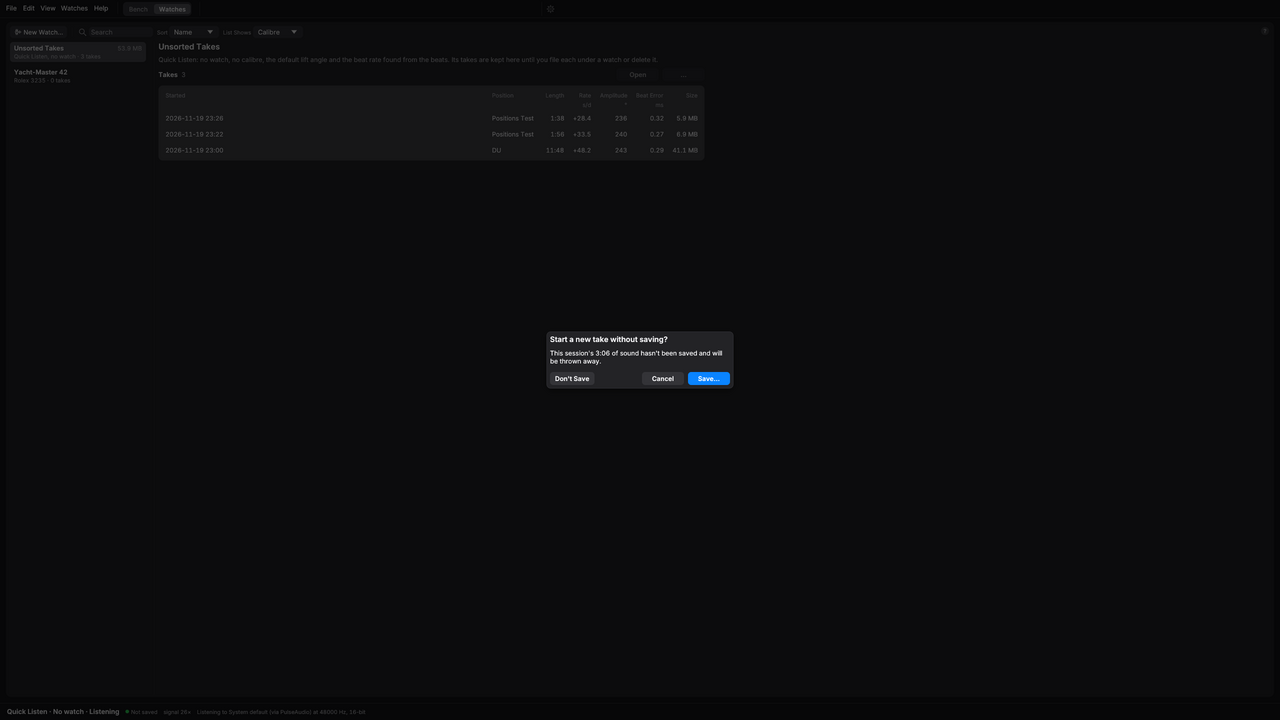 File Edit View Watches Help Bench Watches
New Watch... Search Sort Name List Shows Calibre
Unsorted Takes 53.9 MB
Quick Listen, no watch · 3 takes
Yacht-Master 42
Rolex 3235 · 0 takes
Unsorted Takes
Quick Listen: no watch, no calibre, the default lift angle and the beat rate found from the beats. Its takes are kept here until you file each under a watch or delete it.
Takes 3 Open ...
Started Position Length Rate Amplitude Beat Error Size
s/d ° ms
2026-11-19 23:26 Positions Test 1:38 +28.4 236 0.32 5.9 MB
2026-11-19 23:22 Positions Test 1:56 +33.5 240 0.27 6.9 MB
2026-11-19 23:00 DU 11:48 +48.2 243 0.29 41.1 MB
Start a new take without saving?
This session's 3:06 of sound hasn't been saved and will
be thrown away.
Don't Save Cancel Save...
Quick Listen · No watch · Listening Not saved signal 26× Listening to System default (via PulseAudio) at 48000 Hz, 16-bit